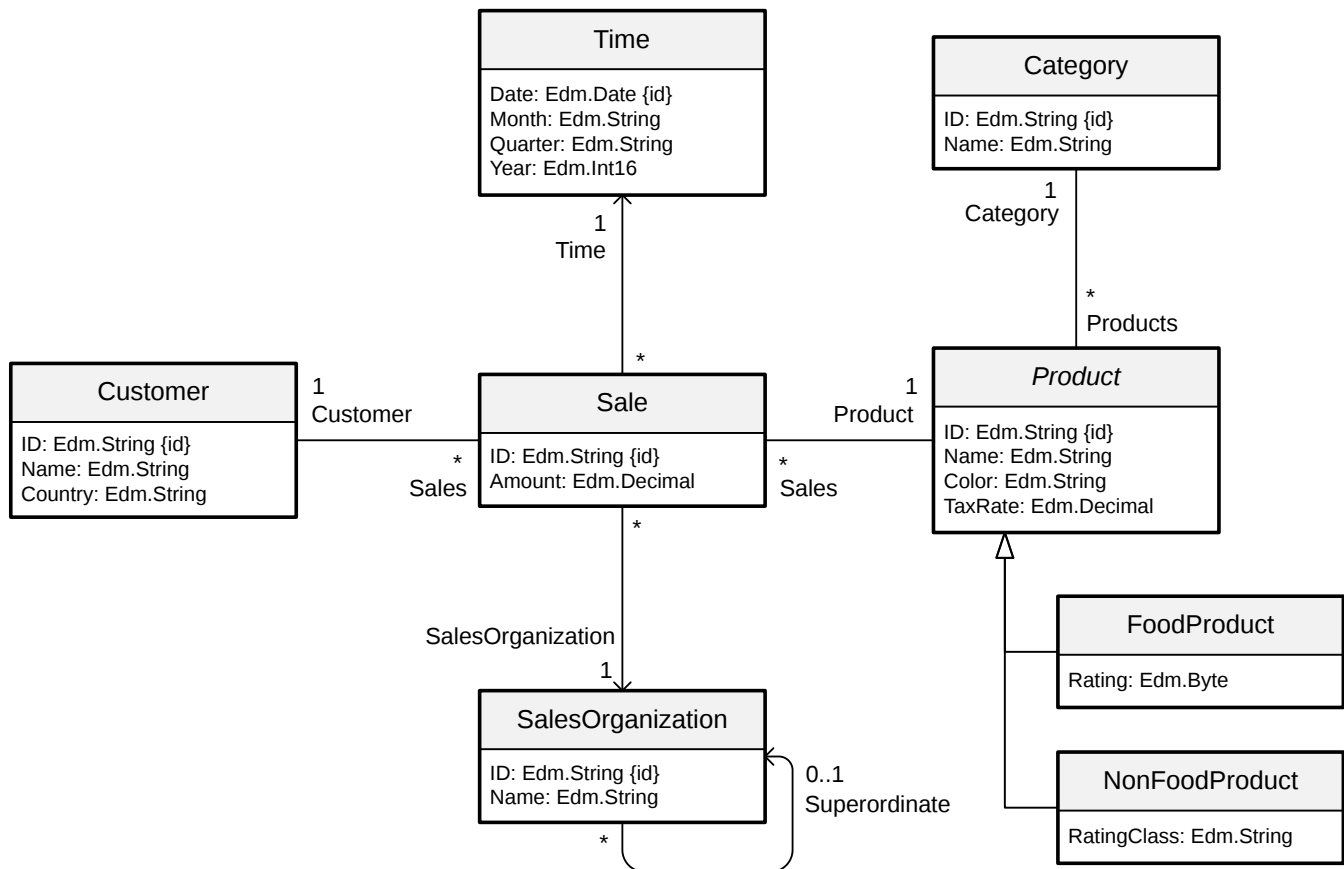 Time
Date: Edm.Date {id}
Month: Edm.String
Quarter: Edm.String
Year: Edm.Int16
Category
ID: Edm.String {id}
Name: Edm.String
1
Time
*
1
Category
*
Products
Customer
ID: Edm.String {id}
Name: Edm.String
Country: Edm.String
1
Customer
*
Sales
Sale
ID: Edm.String {id}
Amount: Edm.Decimal
1
Product
*
Sales
Product
ID: Edm.String {id}
Name: Edm.String
Color: Edm.String
TaxRate: Edm.Decimal
*
SalesOrganization
1
SalesOrganization
ID: Edm.String {id}
Name: Edm.String
0..1
Superordinate
*
FoodProduct
Rating: Edm.Byte
NonFoodProduct
RatingClass: Edm.String